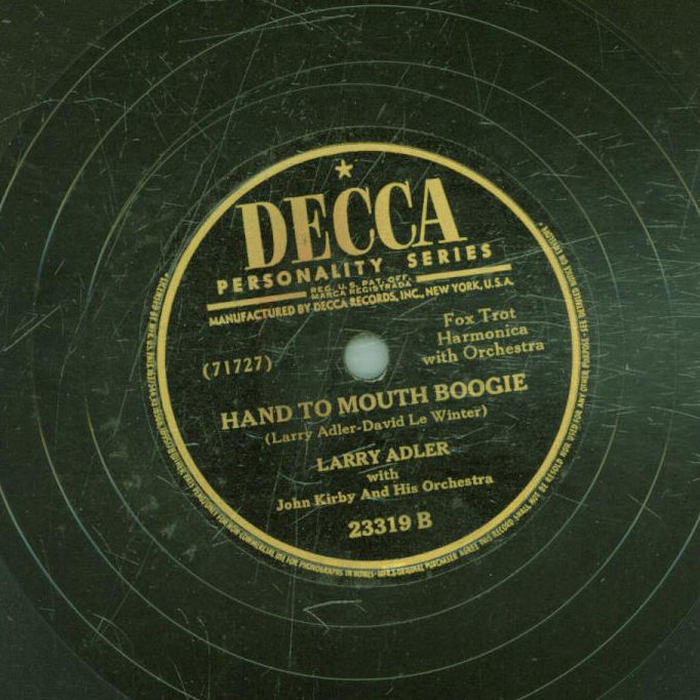 DECCA
PERSONALITY SERIES
REG. U.S. PAT. OFF.
MARCA REGISTRADA
MANUFACTURED BY DECCA RECORDS, INC., NEW YORK, U.S.A.
Fox Trot
Harmonica
with Orchestra
(71727)
HAND TO MOUTH BOOGIE
(Larry Adler-David Le Winter)
LARRY ADLER
with
John Kirby And His Orchestra
23319 B